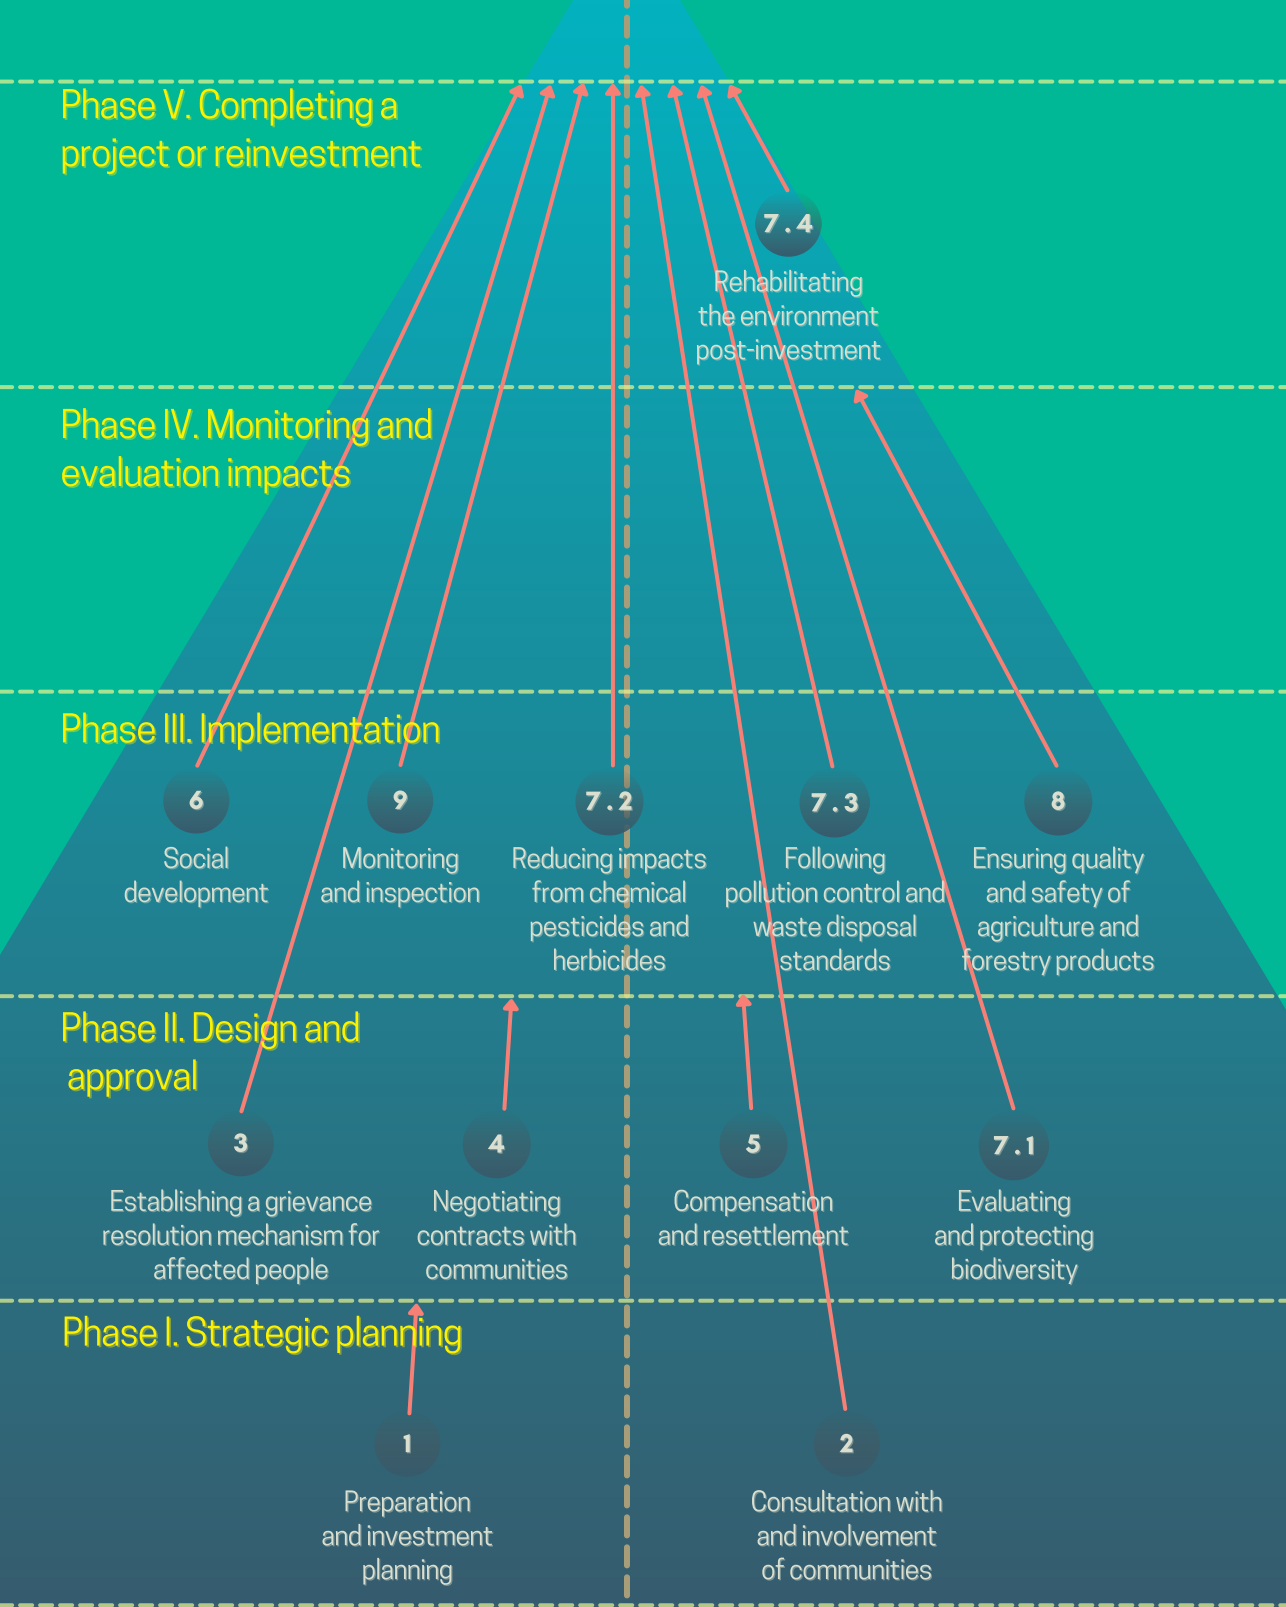 Phase V. Completing a
project or reinvestment
7.4
Rehabilitating
the environment
post-investment
Phase IV. Monitoring and
evaluation impacts
Phase III. Implementation
6
Social
development
9
Monitoring
and inspection
7.2
Reducing impacts
from chemical
pesticides and
herbicides
7.3
Following
pollution control and
waste disposal
standards
8
Ensuring quality
and safety of
agriculture and
forestry products
Phase II. Design and
approval
3
Establishing a grievance
resolution mechanism for
affected people
4
Negotiating
contracts with
communities
5
Compensation
and resettlement
7.1
Evaluating
and protecting
biodiversity
Phase I. Strategic planning
1
Preparation
and investment
planning
2
Consultation with
and involvement
of communities